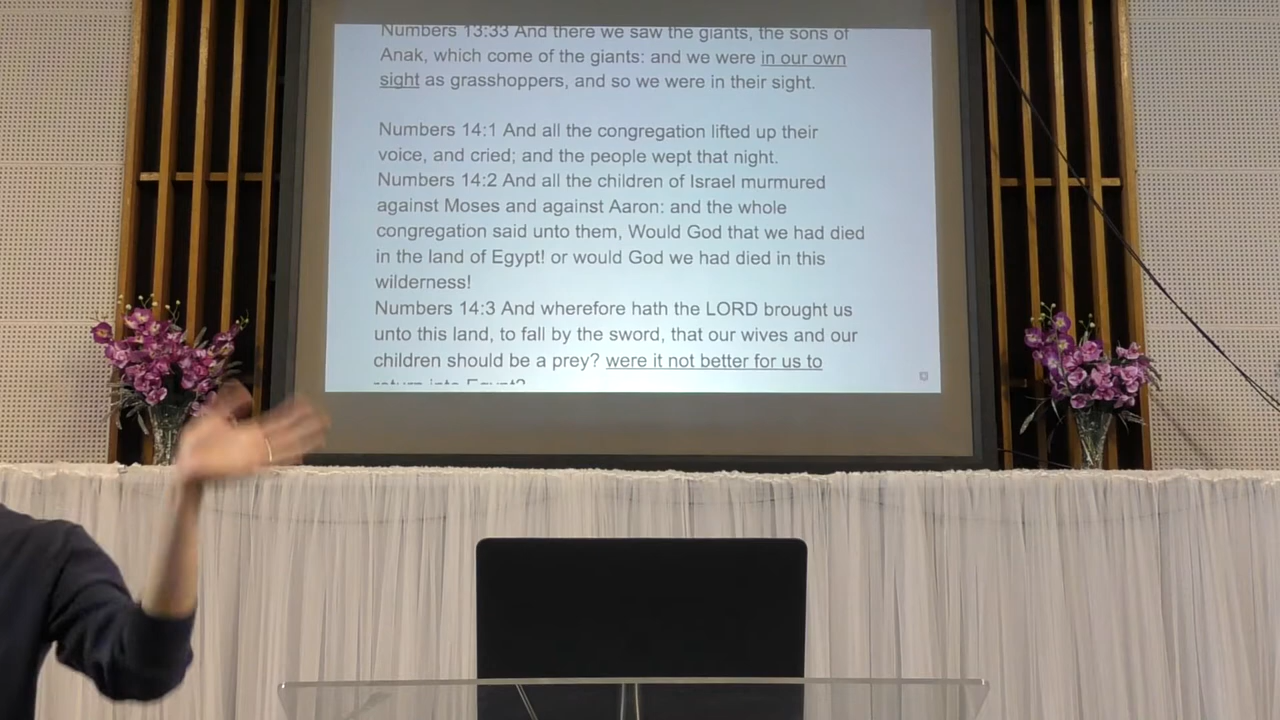 Numbers 13:33 And there we saw the giants, the sons of
Anak, which come of the giants: and we were in our own
sight as grasshoppers, and so we were in their sight.
Numbers 14:1 And all the congregation lifted up their
voice, and cried; and the people wept that night.
Numbers 14:2 And all the children of Israel murmured
against Moses and against Aaron: and the whole
congregation said unto them, Would God that we had died
in the land of Egypt! or would God we had died in this
wilderness!
Numbers 14:3 And wherefore hath the LORD brought us
unto this land, to fall by the sword, that our wives and our
children should be a prey? were it not better for us to
return into Egypt?